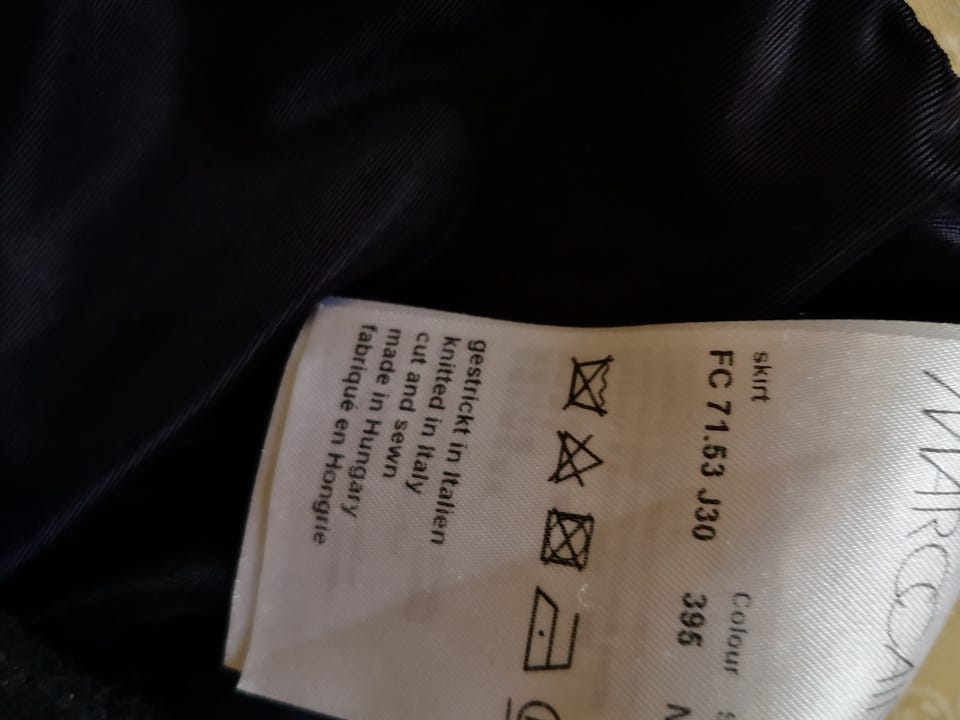 MARCCAI
skirt
Colour
FC 71.53 J30 395
gestrickt in Italien
knitted in Italy
cut and sewn
made in Hungary
fabriqué en Hongrie